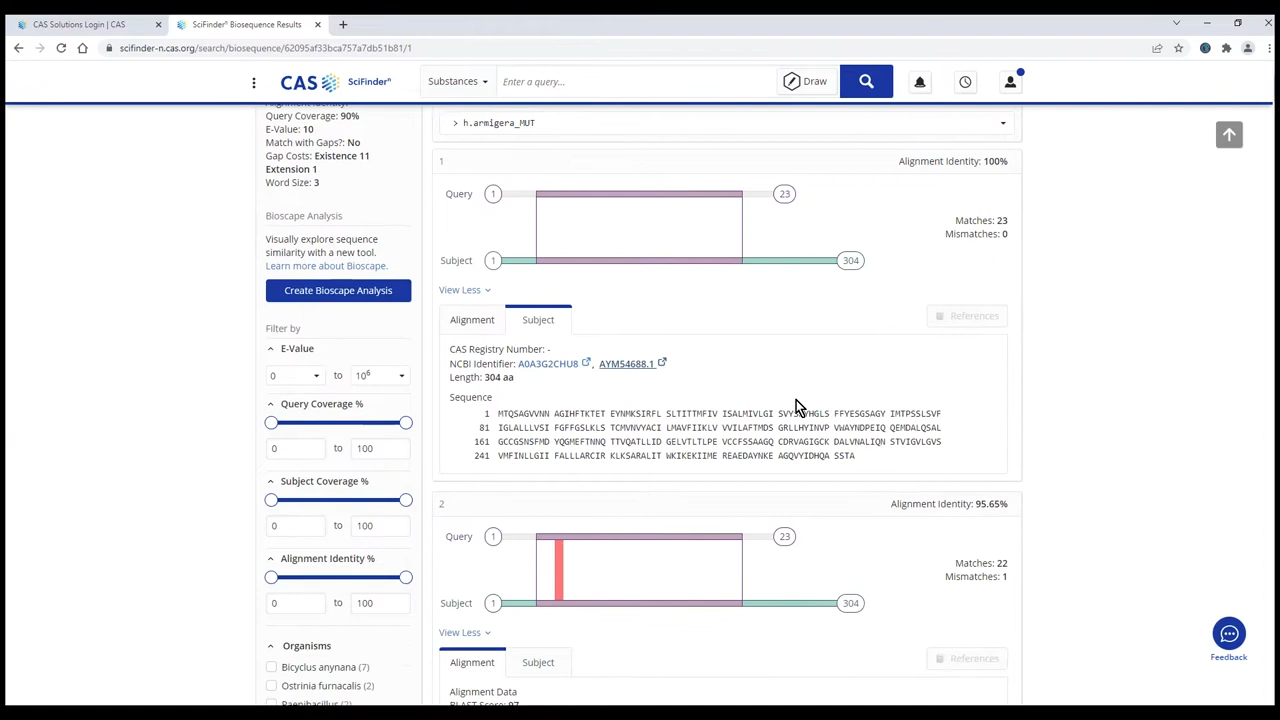 CAS Solutions Login | CAS
SciFinder® Biosequence Results
scifinder-n.cas.org/search/biosequence/62095af33bca757a7db51b81/1
CAS SciFinderⁿ
Substances
Enter a query...
Draw
Query Coverage: 90%
E-Value: 10
Match with Gaps?: No
Gap Costs: Existence 11
Extension 1
Word Size: 3
Bioscape Analysis
Visually explore sequence
similarity with a new tool.
Learn more about Bioscape.
Create Bioscape Analysis
Filter by
E-Value
0 to 10⁶
Query Coverage %
0 to 100
Subject Coverage %
0 to 100
Alignment Identity %
0 to 100
Organisms
Bicyclus anynana (7)
Ostrinia furnacalis (2)
Paenibacillus (2)
> h.armigera_MUT
1 Alignment Identity: 100%
Query 1 23
Matches: 23
Mismatches: 0
Subject 1 304
View Less
Alignment Subject References
CAS Registry Number: -
NCBI Identifier: A0A3G2CHU8 , AYM54688.1
Length: 304 aa
Sequence
1 MTQSAGVVNN AGIHFTKTET EYNMKSIRFL SLTITTMFIV ISALMIVLGI FFYESGSAGY IMTPSSLSVF
81 IGLALLLVSI FGFFGSLKLS TCMVNVYACI LMAVFIIKLV VVILAFTMDS GRLLHYINVP VWAYNDPEIQ QEMDALQSAL
161 GCCGSNSFMD YQGMEFTNNQ TTVQATLLID GELVTLTLPE VCCFSSAAGQ CDRVAGIGCK DALVNALIQN STVIGVLGVS
241 VMFINLLGII FALLLARCIR KLKSARALIT WKIKEKIIME REAEDAYNKE AGQVYIDHQA SSTA
2 Alignment Identity: 95.65%
Query 1 23
Matches: 22
Mismatches: 1
Subject 1 304
View Less
Alignment Subject References
Alignment Data
Feedback